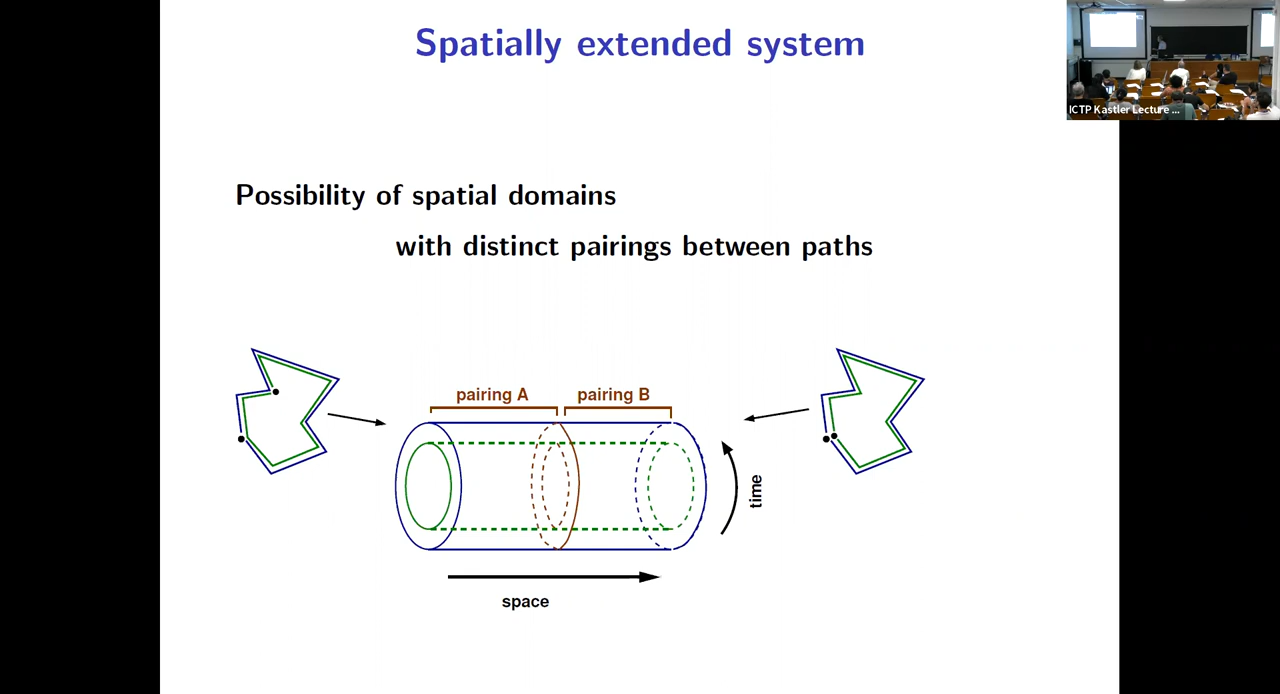 Spatially extended system
ICTP Kastler Lecture ...
Possibility of spatial domains
with distinct pairings between paths
pairing A
pairing B
time
space